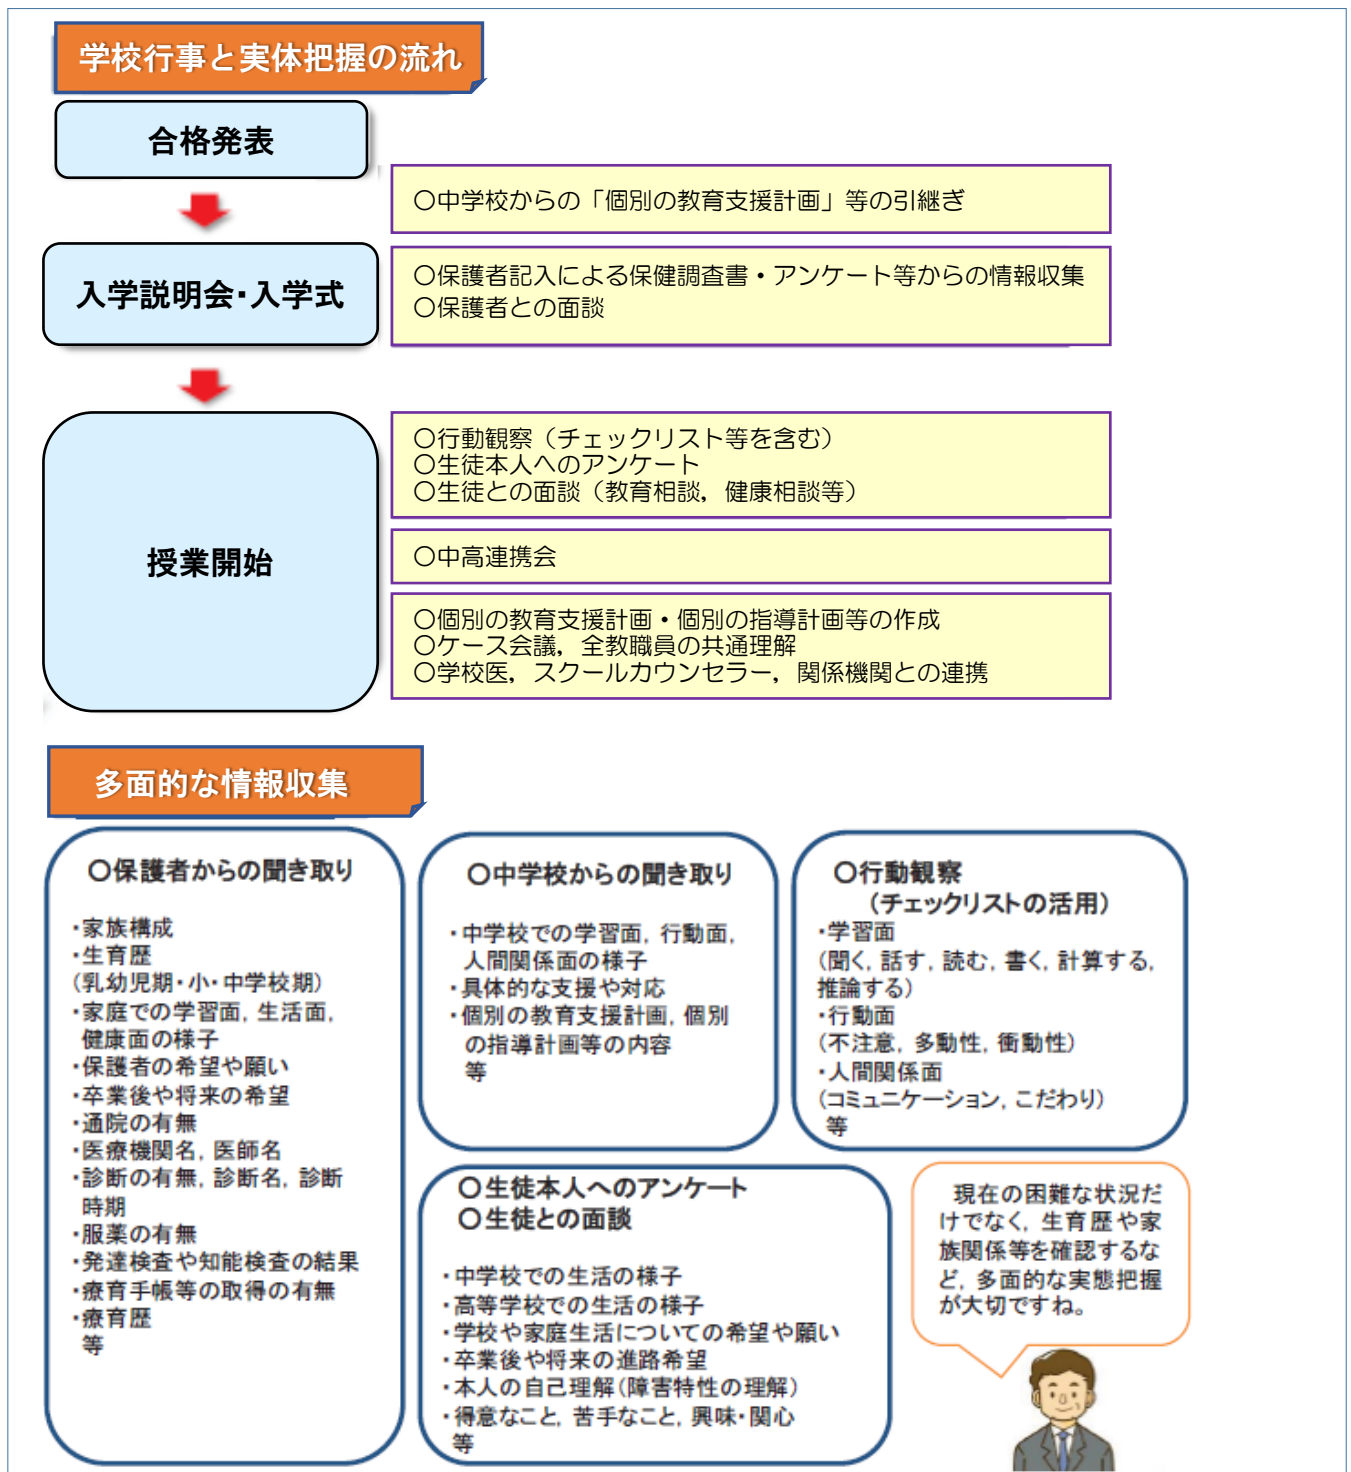 学校行事と実体把握の流れ
合格発表
〇中学校からの「個別の教育支援計画」等の引継ぎ
入学説明会・入学式
〇保護者記入による保健調査書・アンケート等からの情報収集
〇保護者との面談
授業開始
〇行動観察（チェックリスト等を含む）
〇生徒本人へのアンケート
〇生徒との面談（教育相談，健康相談等）
〇中高連携会
〇個別の教育支援計画・個別の指導計画等の作成
〇ケース会議，全教職員の共通理解
〇学校医，スクールカウンセラー，関係機関との連携
多面的な情報収集
〇保護者からの聞き取り
・家族構成
・生育歴
(乳幼児期・小・中学校期)
・家庭での学習面，生活面，
健康面の様子
・保護者の希望や願い
・卒業後や将来の希望
・通院の有無
・医療機関名，医師名
・診断の有無，診断名，診断
時期
・服薬の有無
・発達検査や知能検査の結果
・療育手帳等の取得の有無
・療育歴
等
〇中学校からの聞き取り
・中学校での学習面，行動面，
人間関係面の様子
・具体的な支援や対応
・個別の教育支援計画，個別
の指導計画等の内容
等
〇行動観察
（チェックリストの活用）
・学習面
(聞く，話す，読む，書く，計算する，
推論する)
・行動面
(不注意，多動性，衝動性)
・人間関係面
(コミュニケーション，こだわり)
等
〇生徒本人へのアンケート
〇生徒との面談
・中学校での生活の様子
・高等学校での生活の様子
・学校や家庭生活についての希望や願い
・卒業後や将来の進路希望
・本人の自己理解(障害特性の理解)
・得意なこと，苦手なこと，興味・関心
等
現在の困難な状況だ
けでなく，生育歴や家
族関係等を確認するな
ど，多面的な実態把握
が大切ですね。